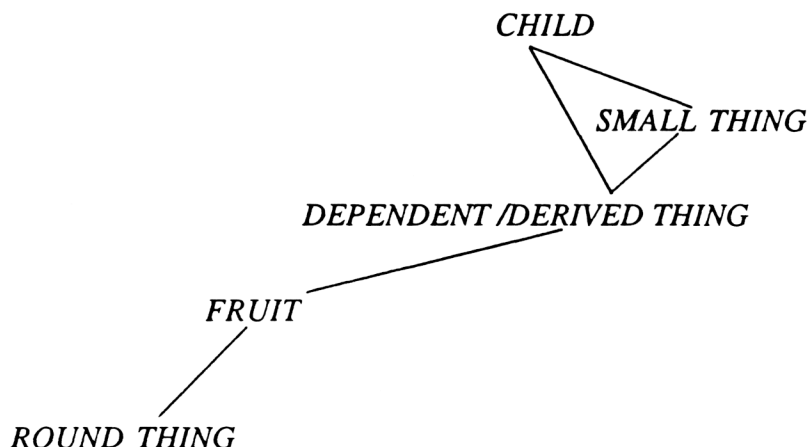 CHILD
SMALL THING
DEPENDENT /DERIVED THING
FRUIT
ROUND THING